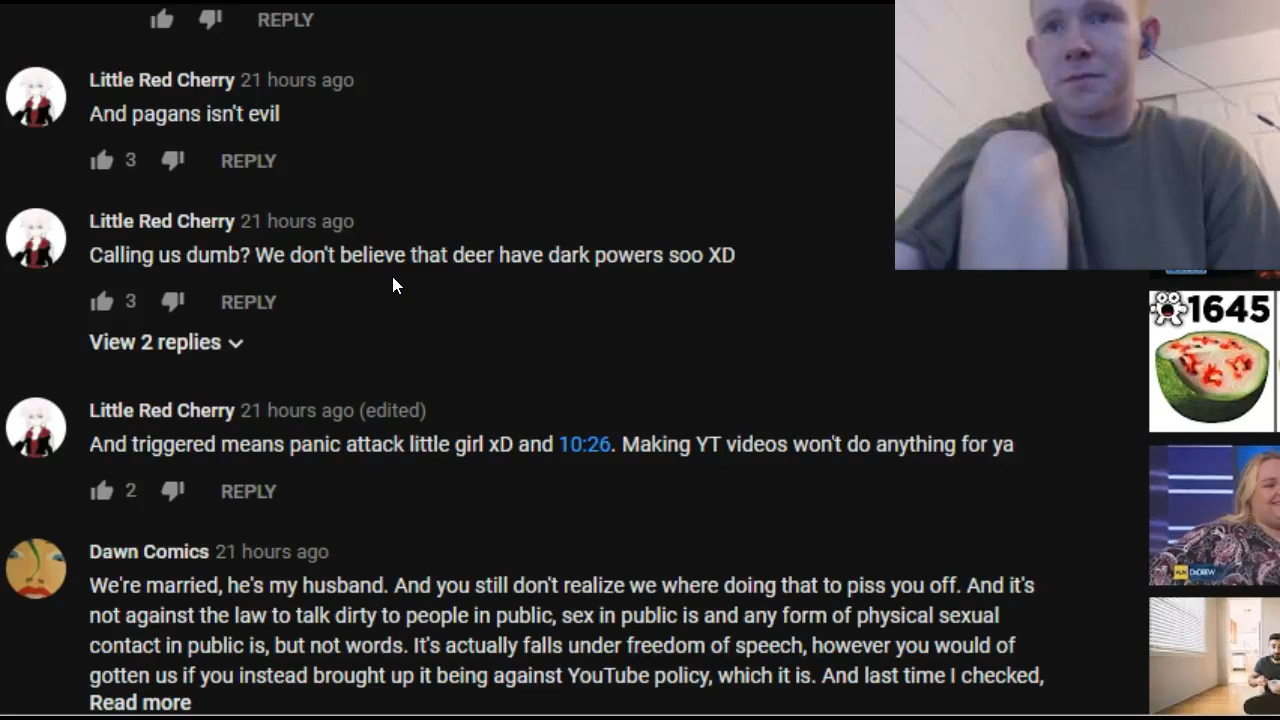 REPLY
Little Red Cherry 21 hours ago
And pagans isn't evil
3 REPLY
Little Red Cherry 21 hours ago
Calling us dumb? We don't believe that deer have dark powers soo XD
3 REPLY
View 2 replies
Little Red Cherry 21 hours ago (edited)
And triggered means panic attack little girl xD and 10:26. Making YT videos won't do anything for ya
2 REPLY
Dawn Comics 21 hours ago
We're married, he's my husband. And you still don't realize we where doing that to piss you off. And it's
not against the law to talk dirty to people in public, sex in public is and any form of physical sexual
contact in public is, but not words. It's actually falls under freedom of speech, however you would of
gotten us if you instead brought up it being against YouTube policy, which it is. And last time I checked,
Read more
1645
DrDREW